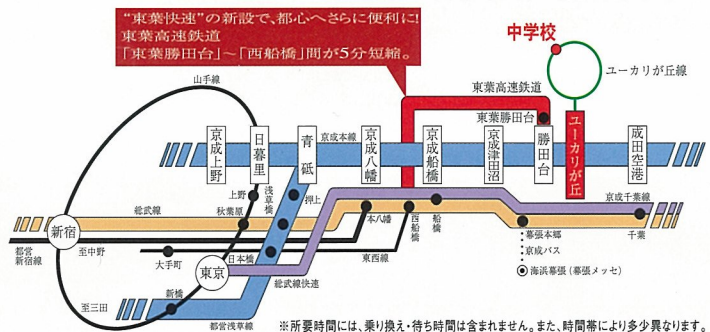 “東葉快速”の新設で、都心へさらに便利に!
東葉高速鉄道
「東葉勝田台」～「西船橋」間が5分短縮。
中学校
ユーカリが丘線
東葉高速鉄道
東葉勝田台
山手線
京成本線
京成上野
日暮里
青砥
京成八幡
京成船橋
京成津田沼
勝田台
ユーカリが丘
成田空港
上野
浅草橋
押上
京成千葉線
総武線
秋葉原
本八幡
西船橋
船橋
千葉
新宿
都営新宿線
至中野
大手町
日本橋
東西線
幕張本郷
京成バス
海浜幕張(幕張メッセ)
東京
総武線快速
新橋
至三田
都営浅草線
※所要時間には、乗り換え・待ち時間は含まれません。また、時間帯により多少異なります。